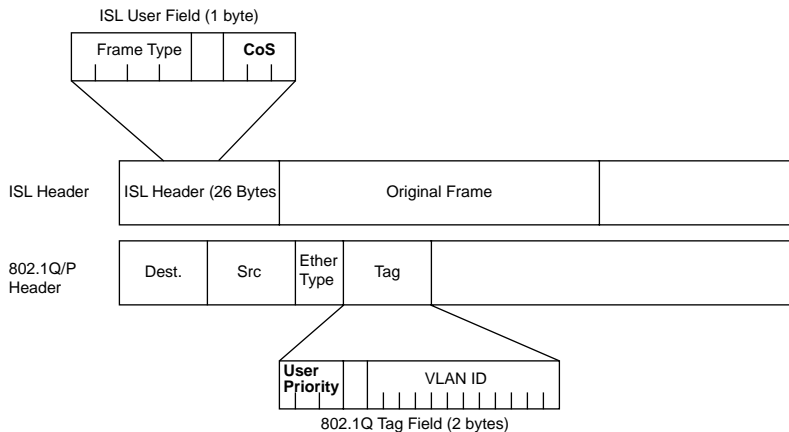 ISL User Field (1 byte)
Frame Type
CoS
ISL Header
ISL Header (26 Bytes
Original Frame
802.1Q/P
Header
Dest.
Src
Ether
Type
Tag
User
Priority
VLAN ID
802.1Q Tag Field (2 bytes)